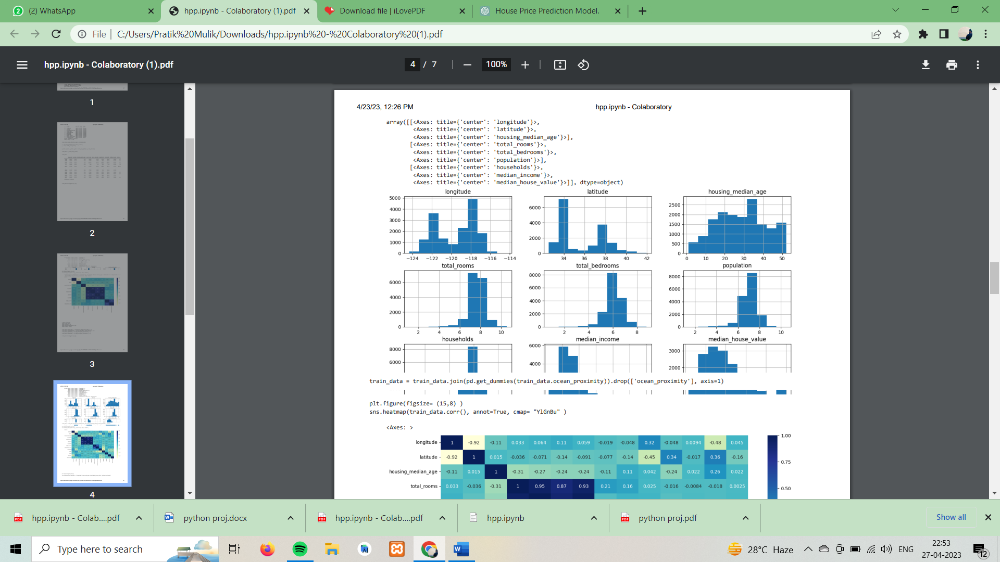 (2) WhatsApp
hpp.ipynb - Colaboratory (1).pdf
Download file | iLovePDF
House Price Prediction Model.
File | C:/Users/Pratik%20Mulik/Downloads/hpp.ipynb%20-%20Colaboratory%20(1).pdf
hpp.ipynb - Colaboratory (1).pdf
4 / 7
100%
1
2
3
4
4/23/23, 12:26 PM
hpp.ipynb - Colaboratory
array([[<Axes: title={'center': 'longitude'}>,
<Axes: title={'center': 'latitude'}>,
<Axes: title={'center': 'housing_median_age'}>],
[<Axes: title={'center': 'total_rooms'}>,
<Axes: title={'center': 'total_bedrooms'}>,
<Axes: title={'center': 'population'}>],
[<Axes: title={'center': 'households'}>,
<Axes: title={'center': 'median_income'}>,
<Axes: title={'center': 'median_house_value'}>]], dtype=object)
longitude
5000
4000
3000
2000
1000
0
−124 −122 −120 −118 −116 −114
latitude
6000
4000
2000
0
34 36 38 40 42
housing_median_age
2500
2000
1500
1000
500
0
0 10 20 30 40 50
total_rooms
6000
4000
2000
0
2 4 6 8 10
total_bedrooms
8000
6000
4000
2000
0
2 4 6 8
population
8000
6000
4000
2000
0
2 4 6 8 10
households
8000
6000
median_income
6000
4000
median_house_value
3000
2000
train_data = train_data.join(pd.get_dummies(train_data.ocean_proximity)).drop(['ocean_proximity'], axis=1)
plt.figure(figsize= (15,8) )
sns.heatmap(train_data.corr(), annot=True, cmap= "YlGnBu" )
<Axes: >
longitude 1 -0.92 -0.11 0.033 0.064 0.11 0.059 -0.019 -0.048 0.32 -0.048 0.0094 -0.48 0.045
latitude -0.92 1 0.015 -0.036 -0.071 -0.14 -0.091 -0.077 -0.14 -0.45 0.34 -0.017 0.36 -0.16
housing_median_age -0.11 0.015 1 -0.31 -0.27 -0.24 -0.24 -0.11 0.11 0.042 -0.24 0.022 0.26 0.022
total_rooms 0.033 -0.036 -0.31 1 0.95 0.87 0.93 0.21 0.16 0.025 -0.016 -0.0084 -0.018 0.0025
1.00
0.75
0.50
hpp.ipynb - Colab....pdf
python proj.docx
hpp.ipynb - Colab....pdf
hpp.ipynb
python proj.pdf
Show all
Type here to search
28°C Haze
ENG
22:53
27-04-2023
12